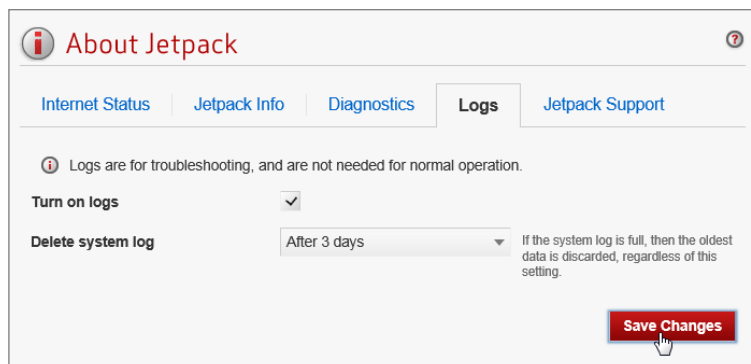 About Jetpack
Internet Status Jetpack Info Diagnostics Logs Jetpack Support
Logs are for troubleshooting, and are not needed for normal operation.
Turn on logs
Delete system log After 3 days If the system log is full, then the oldest
data is discarded, regardless of this
setting.
Save Changes